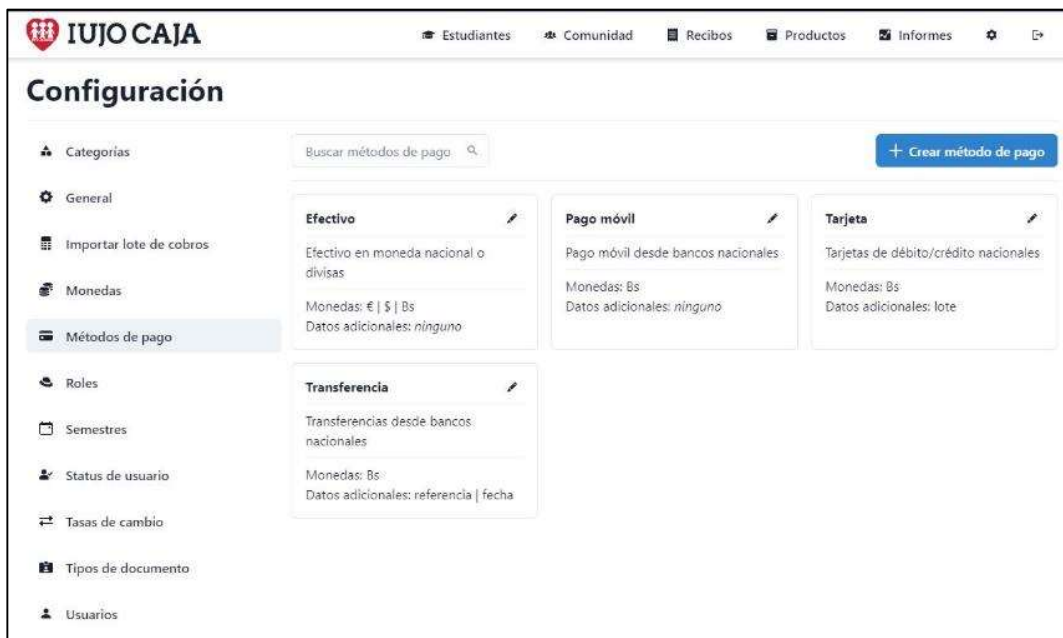 IUJO CAJA
Estudiantes
Comunidad
Recibos
Productos
Informes
Configuración
Categorías
General
Importar lote de cobros
Monedas
Métodos de pago
Roles
Semestres
Status de usuario
Tasas de cambio
Tipos de documento
Usuarios
Buscar métodos de pago
+ Crear método de pago
Efectivo
Efectivo en moneda nacional o
divisas
Monedas: € | $ | Bs
Datos adicionales: ninguno
Pago móvil
Pago móvil desde bancos nacionales
Monedas: Bs
Datos adicionales: ninguno
Tarjeta
Tarjetas de débito/crédito nacionales
Monedas: Bs
Datos adicionales: lote
Transferencia
Transferencias desde bancos
nacionales
Monedas: Bs
Datos adicionales: referencia | fecha